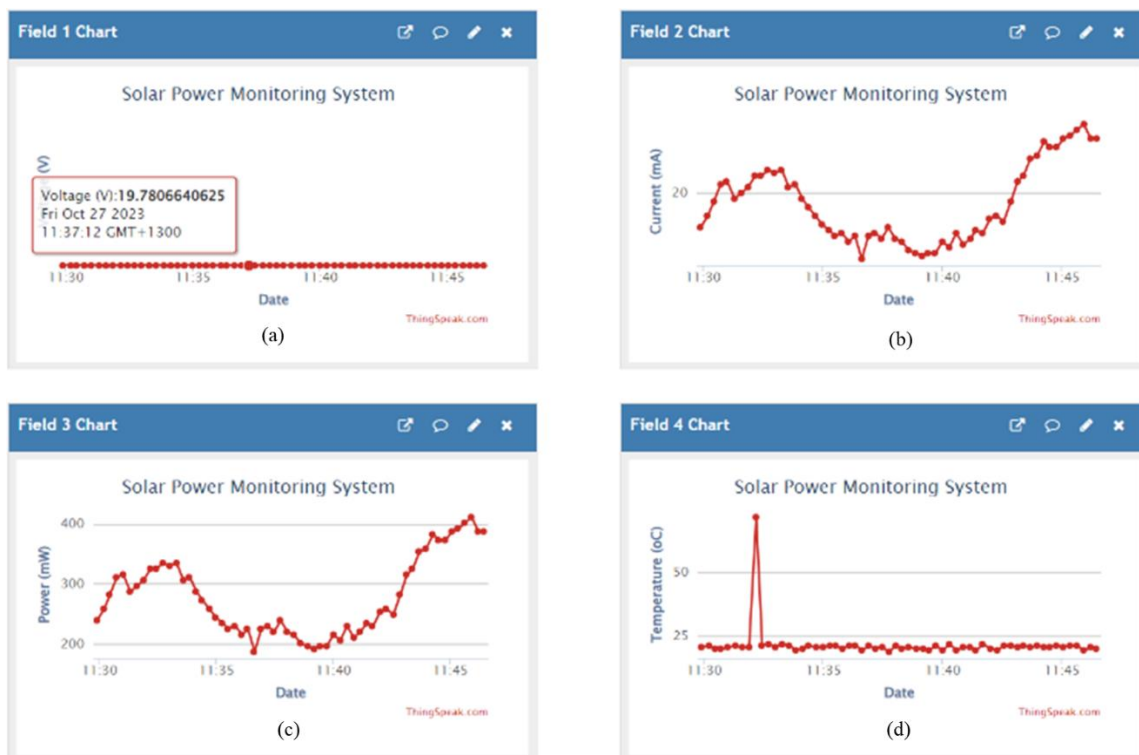 Field 1 Chart
Solar Power Monitoring System
(V)
Voltage (V):19.7806640625
Fri Oct 27 2023
11:37:12 GMT+1300
11:30 11:35 11:40 11:45
Date
ThingSpeak.com
(a)
Field 2 Chart
Solar Power Monitoring System
Current (mA)
20
11:30 11:35 11:40 11:45
Date
ThingSpeak.com
(b)
Field 3 Chart
Solar Power Monitoring System
Power (mW)
400
300
200
11:30 11:35 11:40 11:45
Date
ThingSpeak.com
(c)
Field 4 Chart
Solar Power Monitoring System
Temperature (oC)
50
25
11:30 11:35 11:40 11:45
Date
ThingSpeak.com
(d)